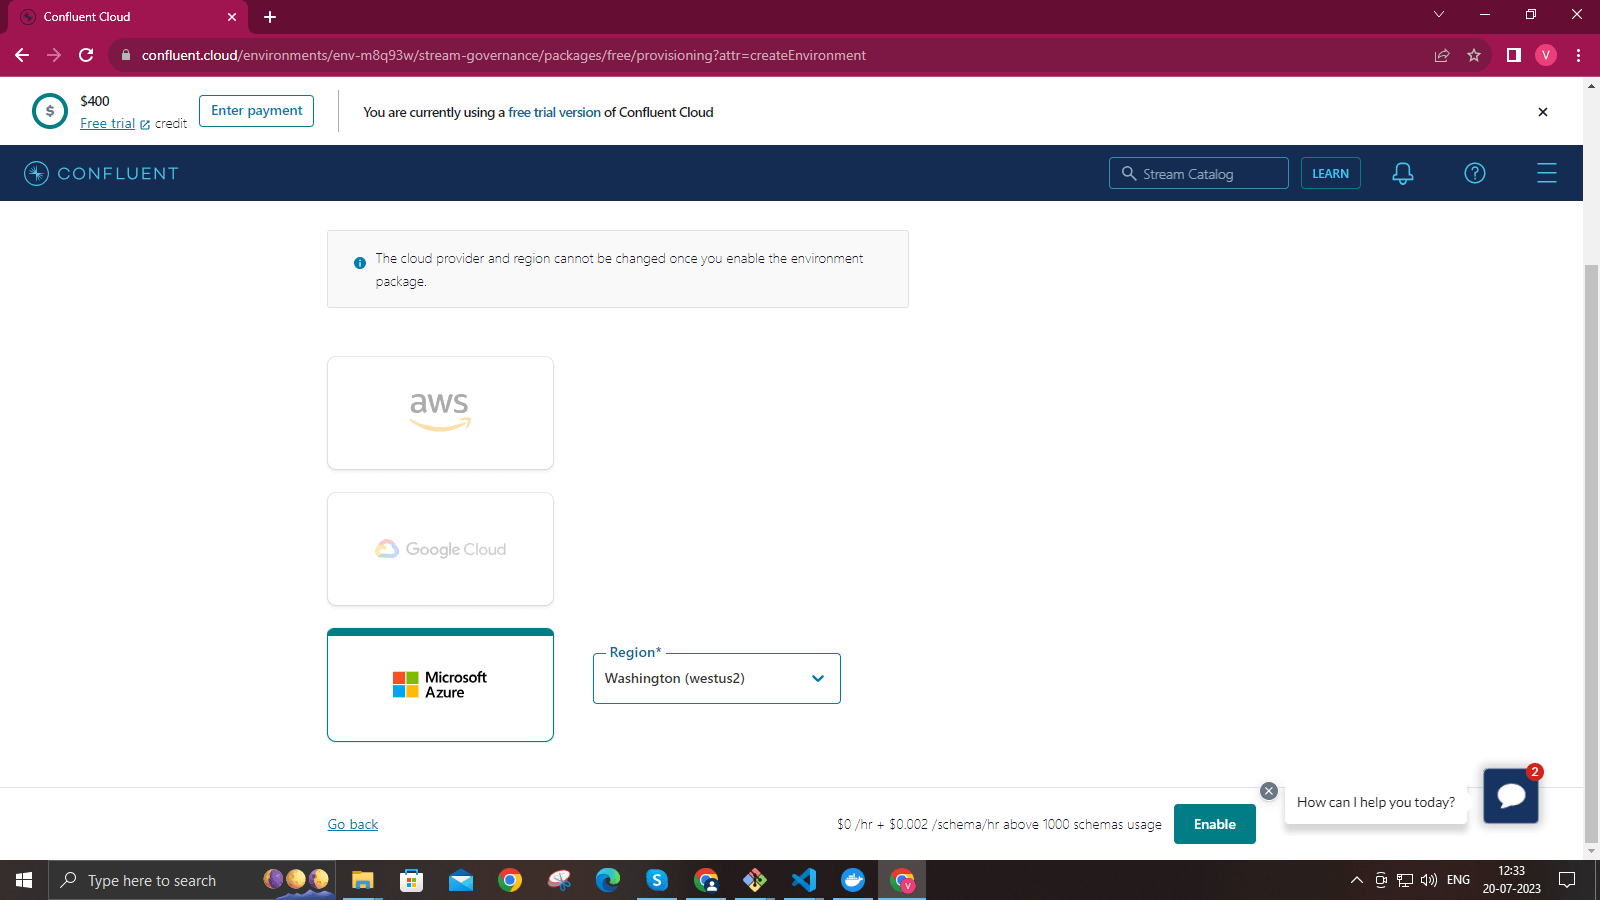 Confluent Cloud
confluent.cloud/environments/env-m8q93w/stream-governance/packages/free/provisioning?attr=createEnvironment
V
$
$400
Free trial credit
Enter payment
You are currently using a free trial version of Confluent Cloud
CONFLUENT
Stream Catalog
LEARN
The cloud provider and region cannot be changed once you enable the environment
package.
aws
Google Cloud
Microsoft
Azure
Region*
Washington (westus2)
2
How can I help you today?
Go back
$0 /hr + $0.002 /schema/hr above 1000 schemas usage
Enable
Type here to search
ENG
12:33
20-07-2023